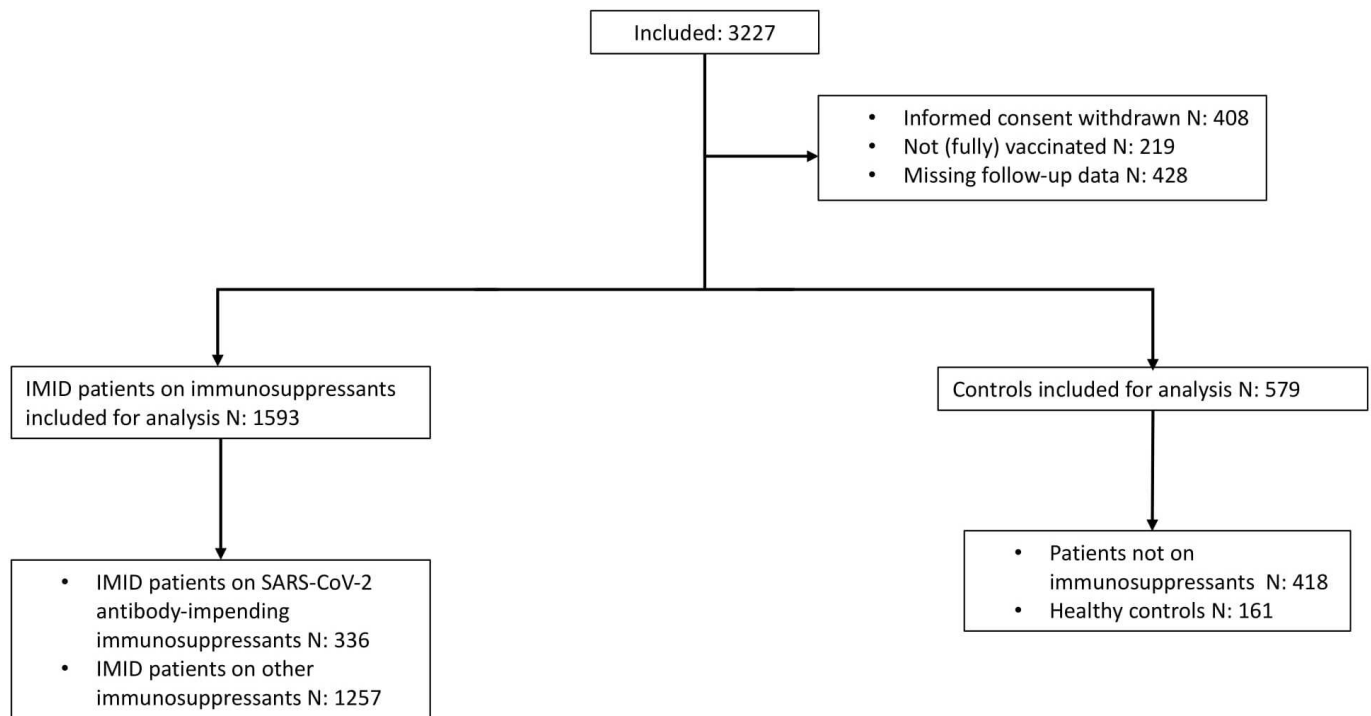 Included: 3227
• Informed consent withdrawn N: 408
• Not (fully) vaccinated N: 219
• Missing follow-up data N: 428
IMID patients on immunosuppressants
included for analysis N: 1593
Controls included for analysis N: 579
• IMID patients on SARS-CoV-2
antibody-impending
immunosuppressants N: 336
• IMID patients on other
immunosuppressants N: 1257
• Patients not on
immunosuppressants N: 418
• Healthy controls N: 161